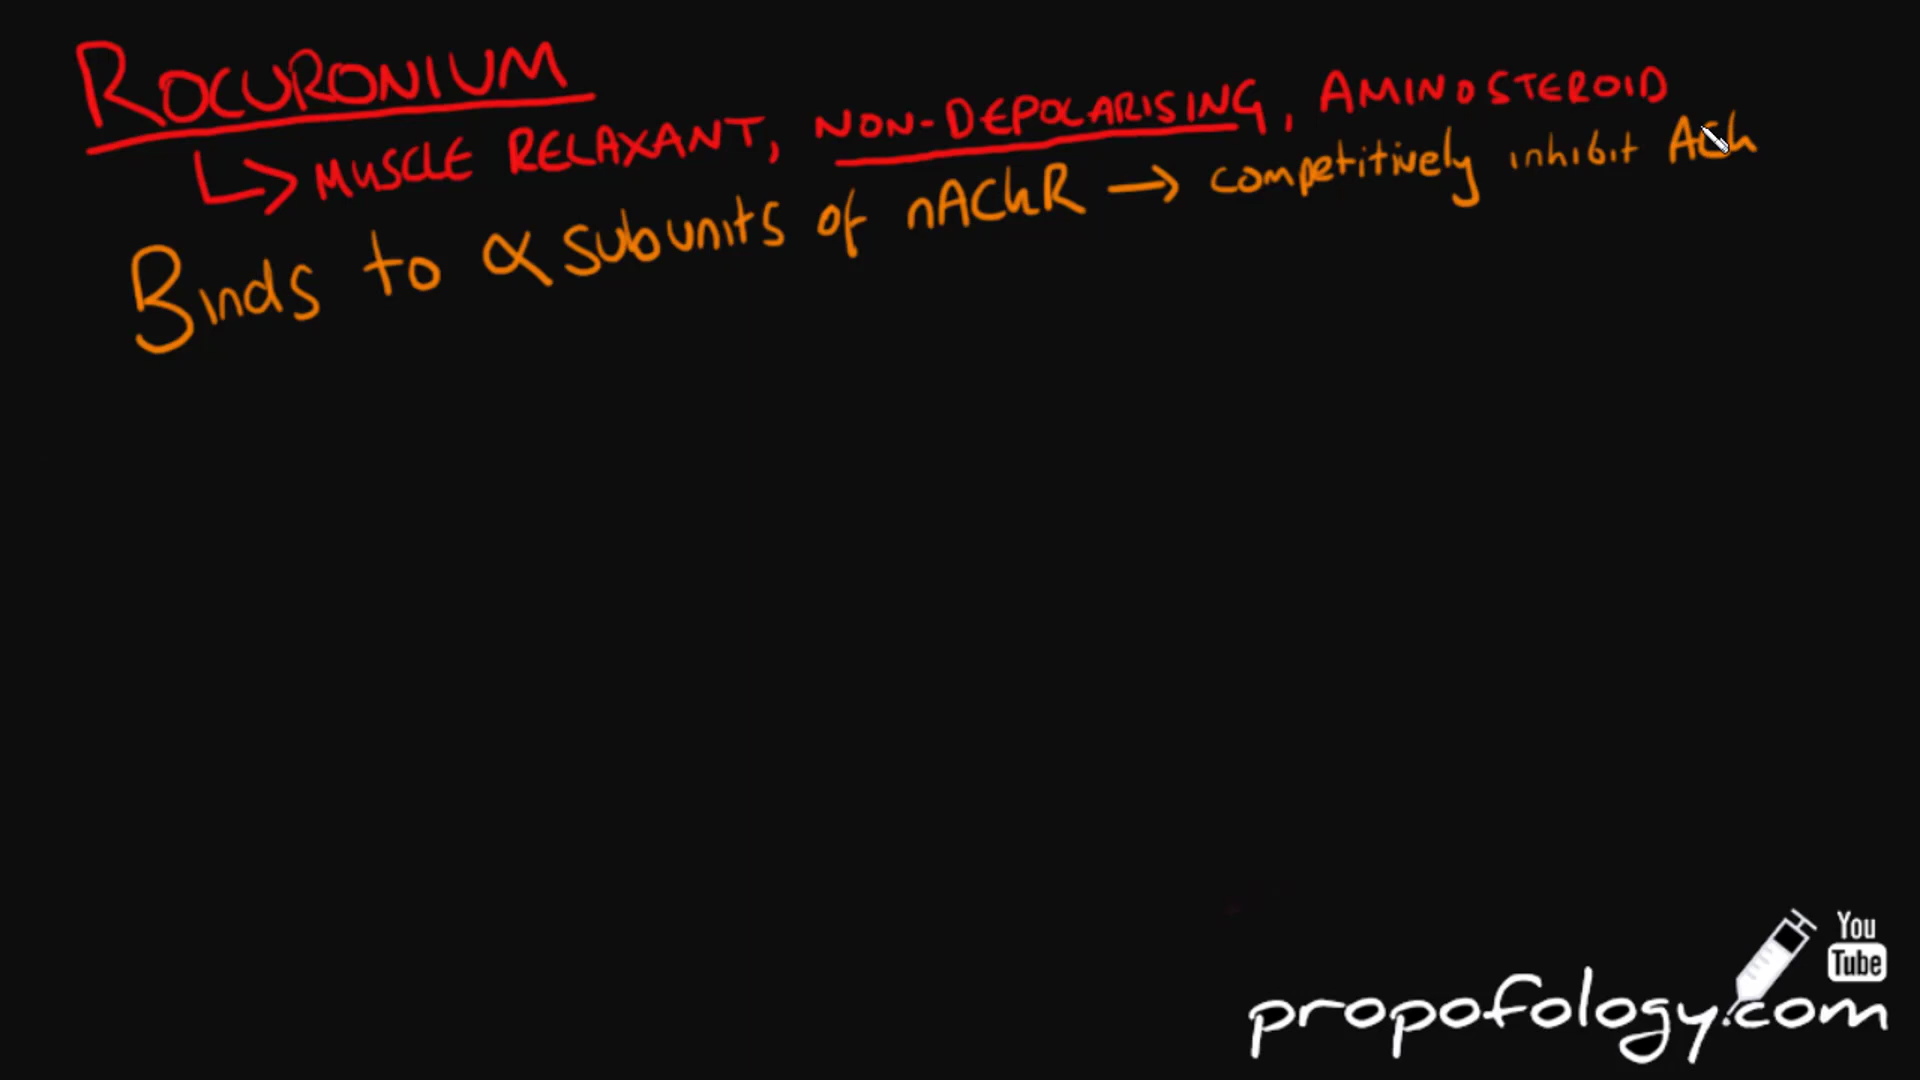 ROCURONIUM
MUSCLE RELAXANT, NON-DEPOLARISING, AMINOSTEROID
Binds to α subunits of nAChR → competitively inhibit ACh
You
Tube
propofology.com